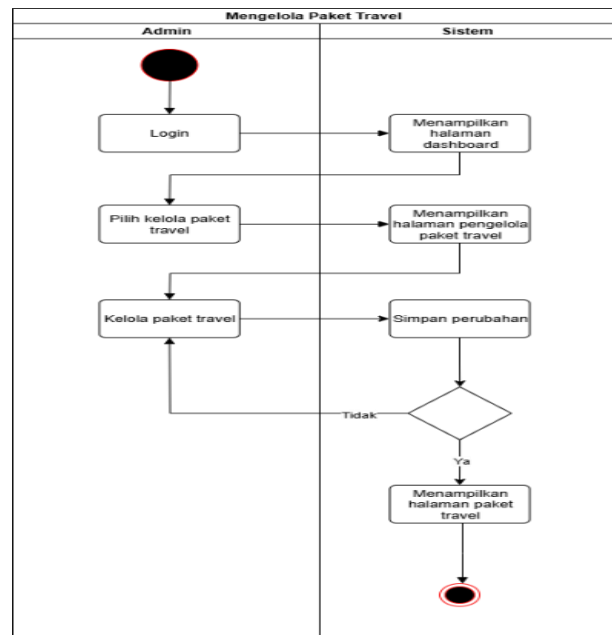 Mengelola Paket Travel
Admin
Sistem
Login
Menampilkan
halaman
dashboard
Pilih kelola paket
travel
Menampilkan
halaman pengelola
paket travel
Kelola paket travel
Simpan perubahan
Tidak
Ya
Menampilkan
halaman paket
travel